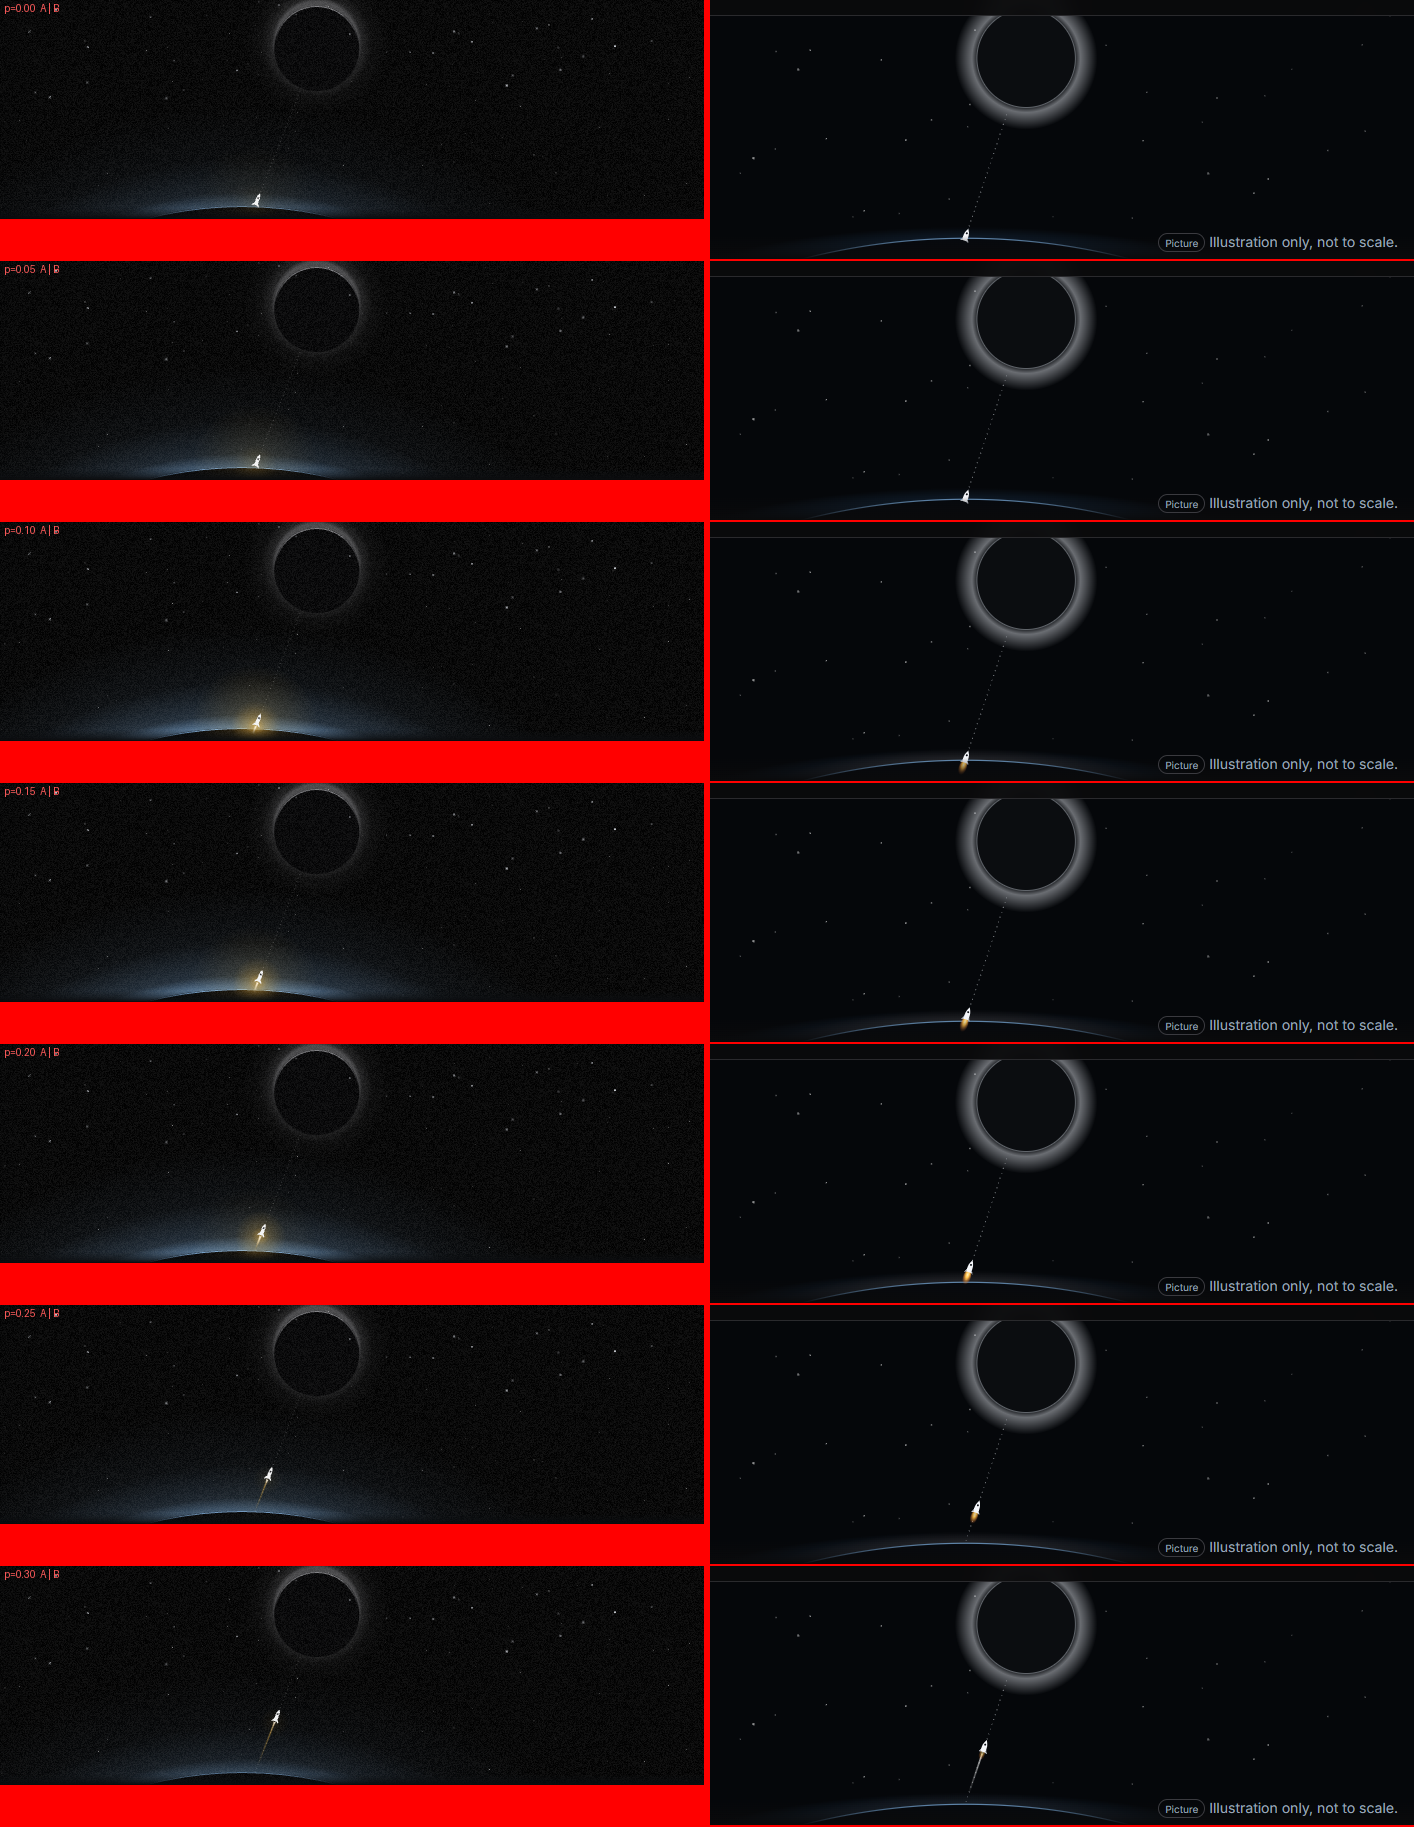 p=0.00 A|B
Picture Illustration only, not to scale.
p=0.05 A|B
Picture Illustration only, not to scale.
p=0.10 A|B
Picture Illustration only, not to scale.
p=0.15 A|B
Picture Illustration only, not to scale.
p=0.20 A|B
Picture Illustration only, not to scale.
p=0.25 A|B
Picture Illustration only, not to scale.
p=0.30 A|B
Picture Illustration only, not to scale.